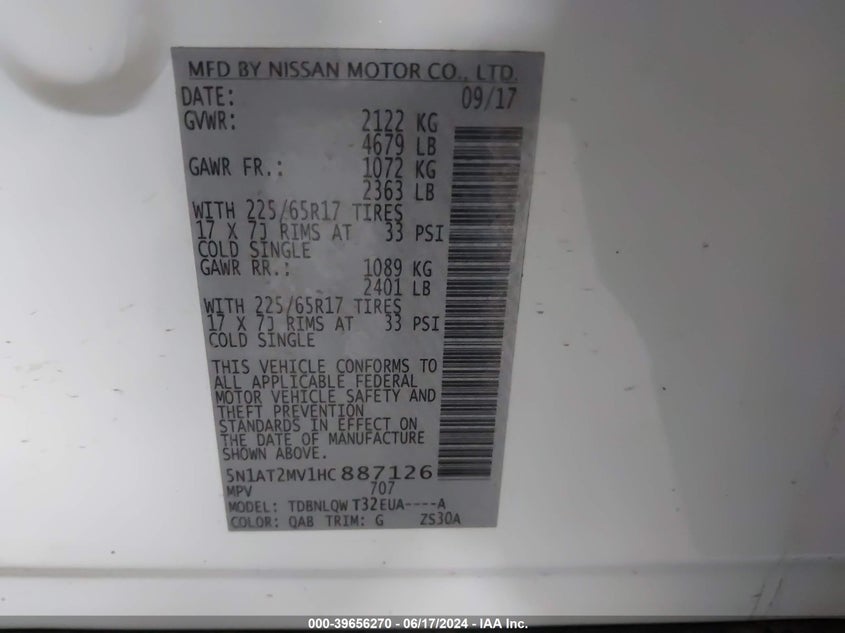 MFD BY NISSAN MOTOR CO., LTD.
DATE: 09/17
GVWR: 2122 KG
4679 LB
GAWR FR.: 1072 KG
2363 LB
WITH 225/65R17 TIRES
17 X 7J RIMS AT 33 PSI
COLD SINGLE
GAWR RR.: 1089 KG
2401 LB
WITH 225/65R17 TIRES
17 X 7J RIMS AT 33 PSI
COLD SINGLE
THIS VEHICLE CONFORMS TO
ALL APPLICABLE FEDERAL
MOTOR VEHICLE SAFETY AND
THEFT PREVENTION
STANDARDS IN EFFECT ON
THE DATE OF MANUFACTURE
SHOWN ABOVE.
5N1AT2MV1HC887126
MPV 707
MODEL: TDBNLQW T32EUA----A
COLOR: QAB TRIM: G ZS30A
000-39656270 - 06/17/2024 - IAA Inc.